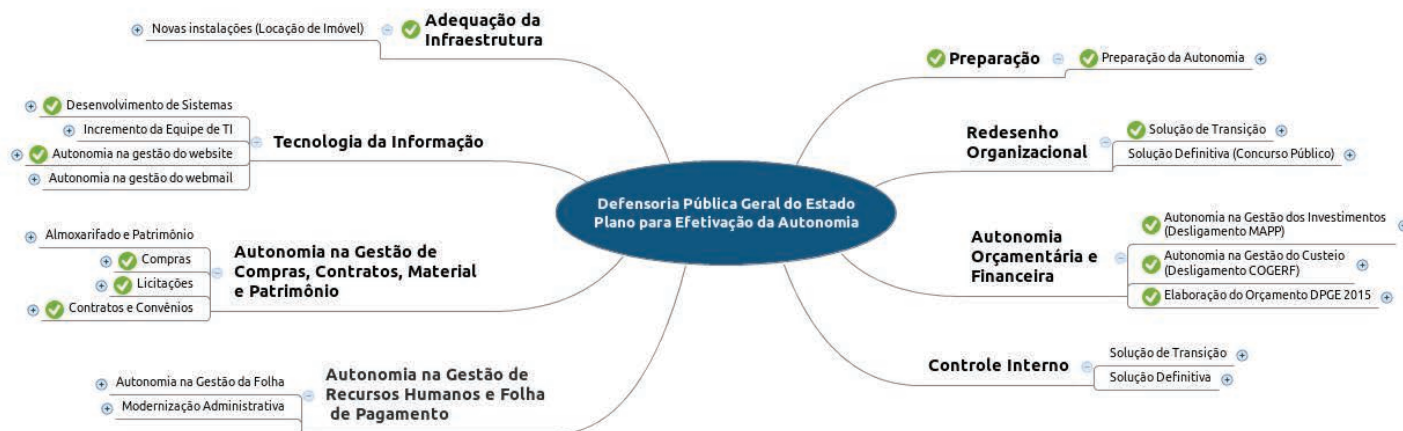 Defensoria Pública Geral do Estado
Plano para Efetivação da Autonomia
Adequação da
Infraestrutura
Novas instalações (Locação de Imóvel)
Tecnologia da Informação
Desenvolvimento de Sistemas
Incremento da Equipe de TI
Autonomia na gestão do website
Autonomia na gestão do webmail
Autonomia na Gestão de
Compras, Contratos, Material
e Patrimônio
Almoxarifado e Patrimônio
Compras
Licitações
Contratos e Convênios
Autonomia na Gestão de
Recursos Humanos e Folha
de Pagamento
Autonomia na Gestão da Folha
Modernização Administrativa
Preparação
Preparação da Autonomia
Redesenho
Organizacional
Solução de Transição
Solução Definitiva (Concurso Público)
Autonomia
Orçamentária e
Financeira
Autonomia na Gestão dos Investimentos
(Desligamento MAPP)
Autonomia na Gestão do Custeio
(Desligamento COGERF)
Elaboração do Orçamento DPGE 2015
Controle Interno
Solução de Transição
Solução Definitiva